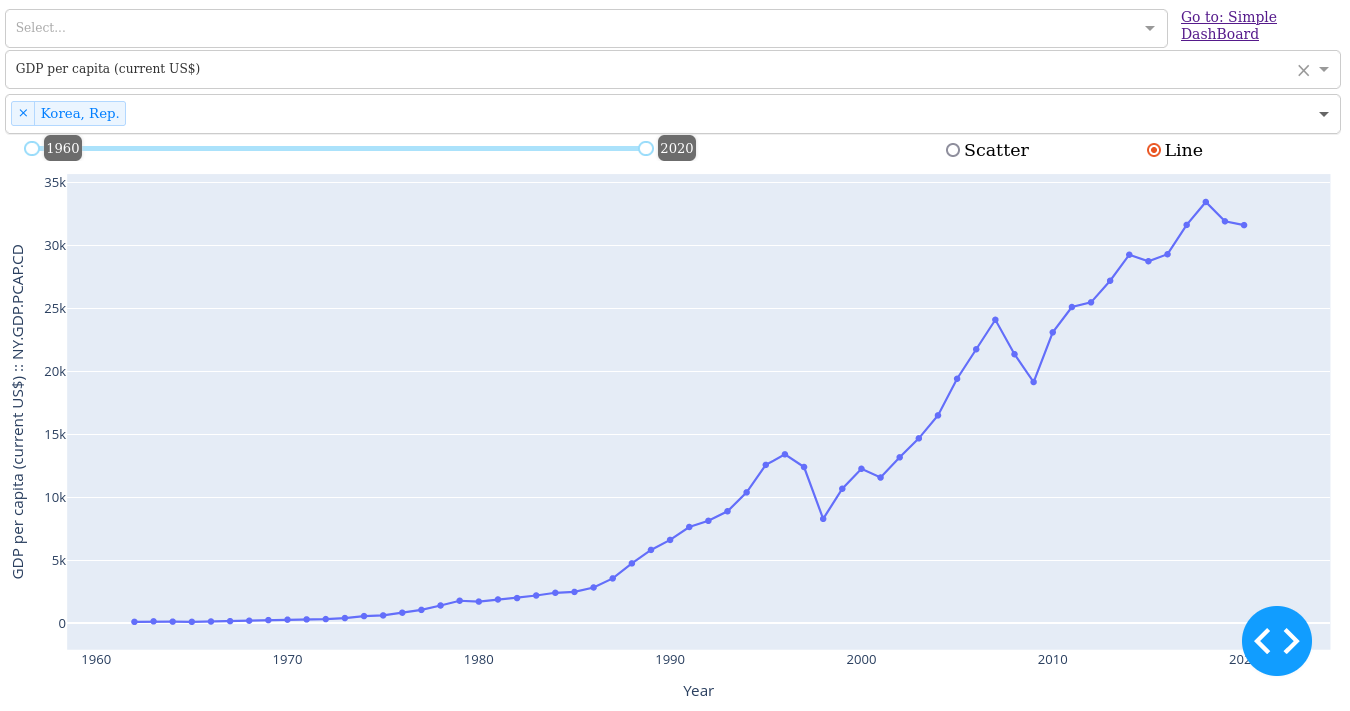 Select...
Go to: Simple
DashBoard
GDP per capita (current US$)
× Korea, Rep.
1960
2020
Scatter
Line
35k
30k
25k
20k
15k
10k
5k
0
GDP per capita (current US$) :: NY.GDP.PCAP.CD
1960 1970 1980 1990 2000 2010
Year